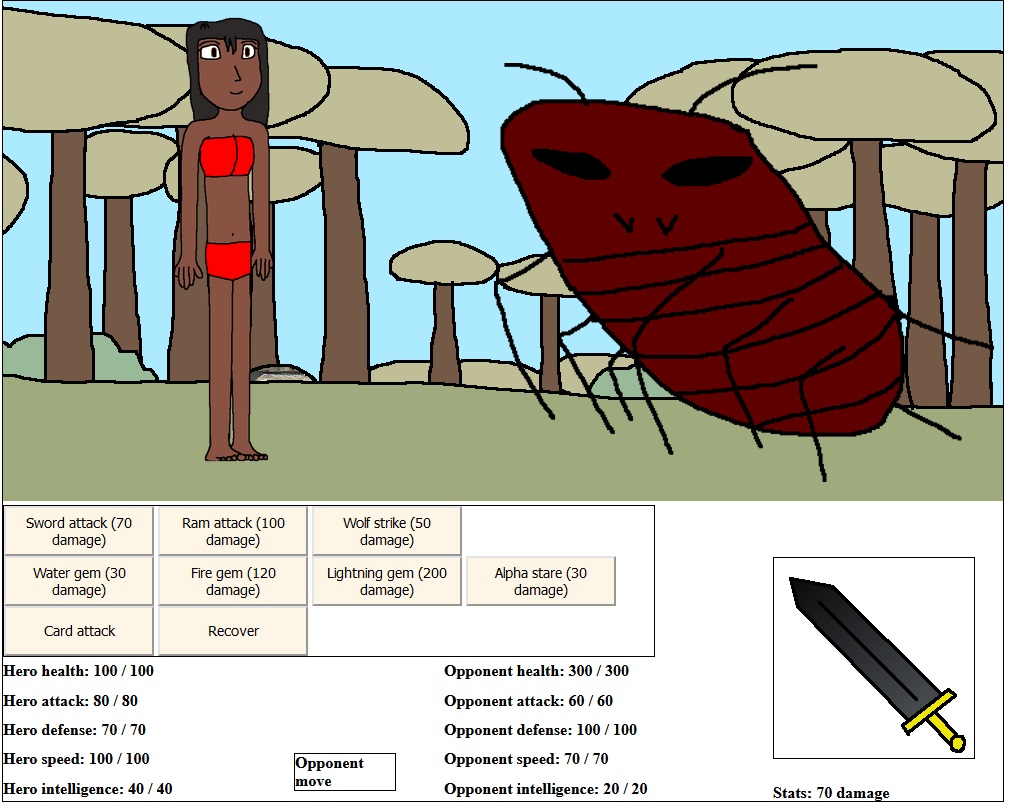 Sword attack (70
damage)
Ram attack (100
damage)
Wolf strike (50
damage)
Water gem (30
damage)
Fire gem (120
damage)
Lightning gem (200
damage)
Alpha stare (30
damage)
Card attack
Recover
Hero health: 100 / 100
Hero attack: 80 / 80
Hero defense: 70 / 70
Hero speed: 100 / 100
Hero intelligence: 40 / 40
Opponent
move
Opponent health: 300 / 300
Opponent attack: 60 / 60
Opponent defense: 100 / 100
Opponent speed: 70 / 70
Opponent intelligence: 20 / 20
Stats: 70 damage